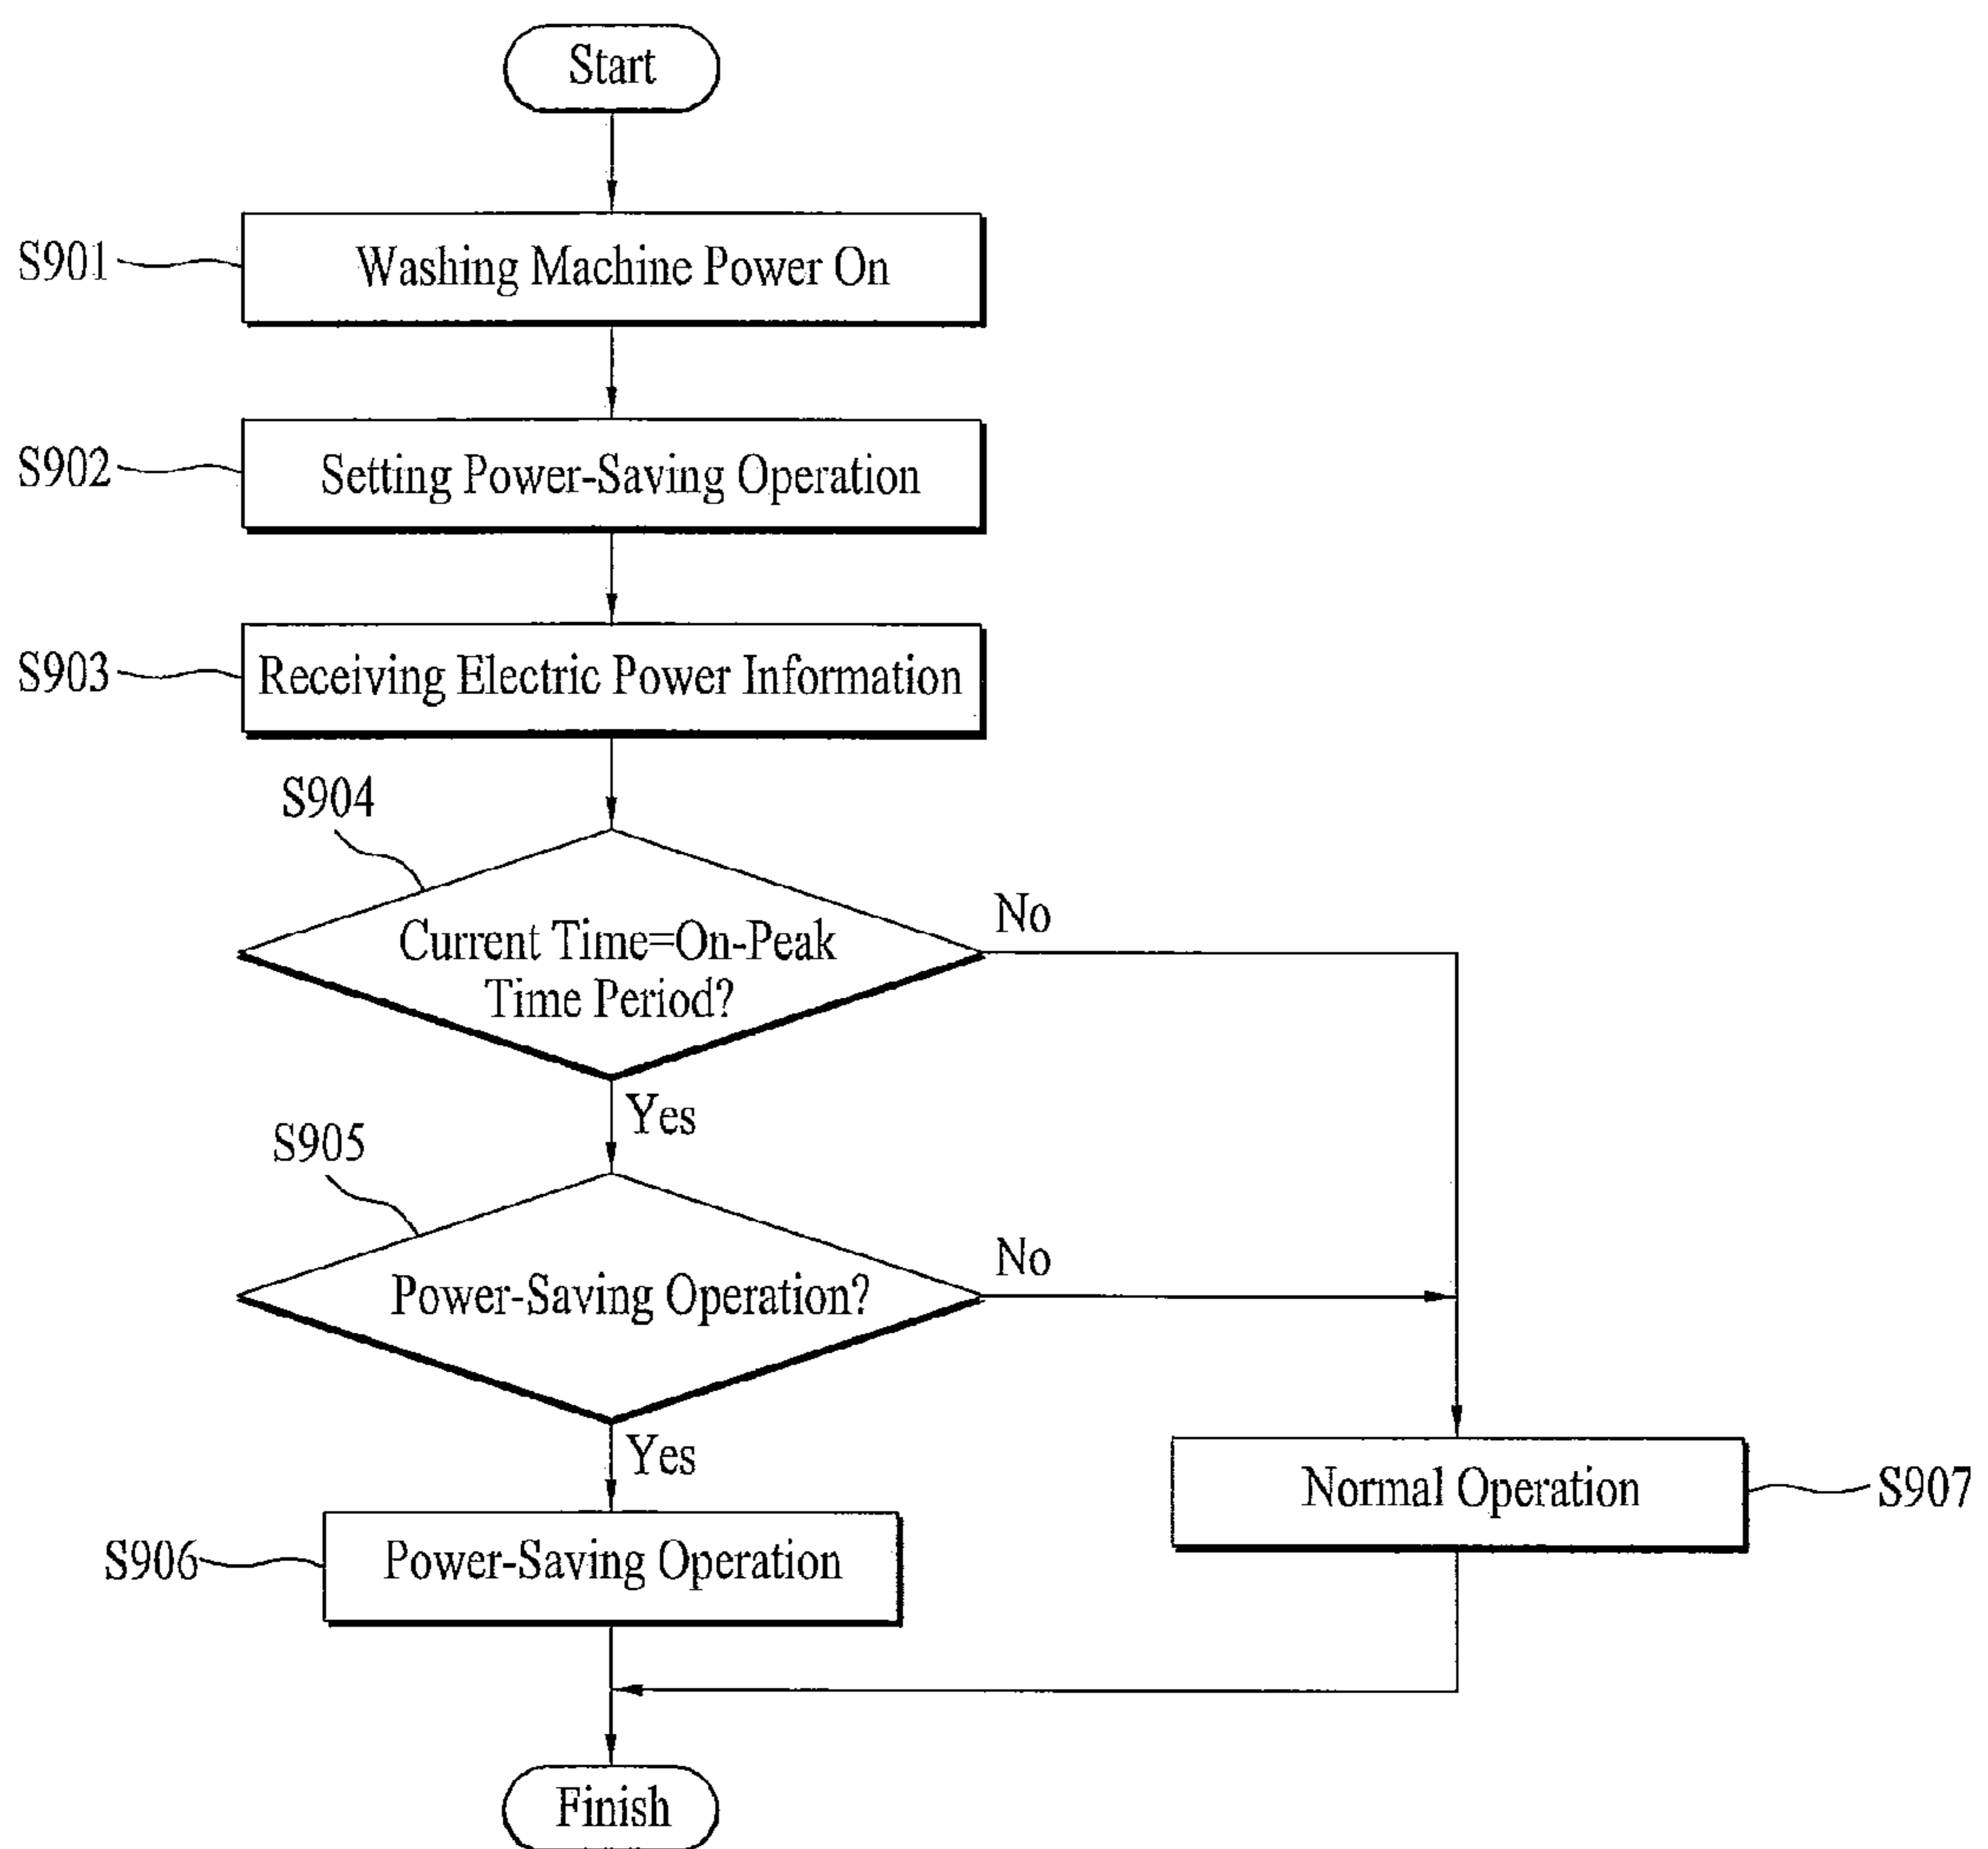 Start
S901
Washing Machine Power On
S902
Setting Power-Saving Operation
S903
Receiving Electric Power Information
S904
Current Time=On-Peak
Time Period?
No
Yes
S905
Power-Saving Operation?
No
Yes
Normal Operation
S907
S906
Power-Saving Operation
Finish